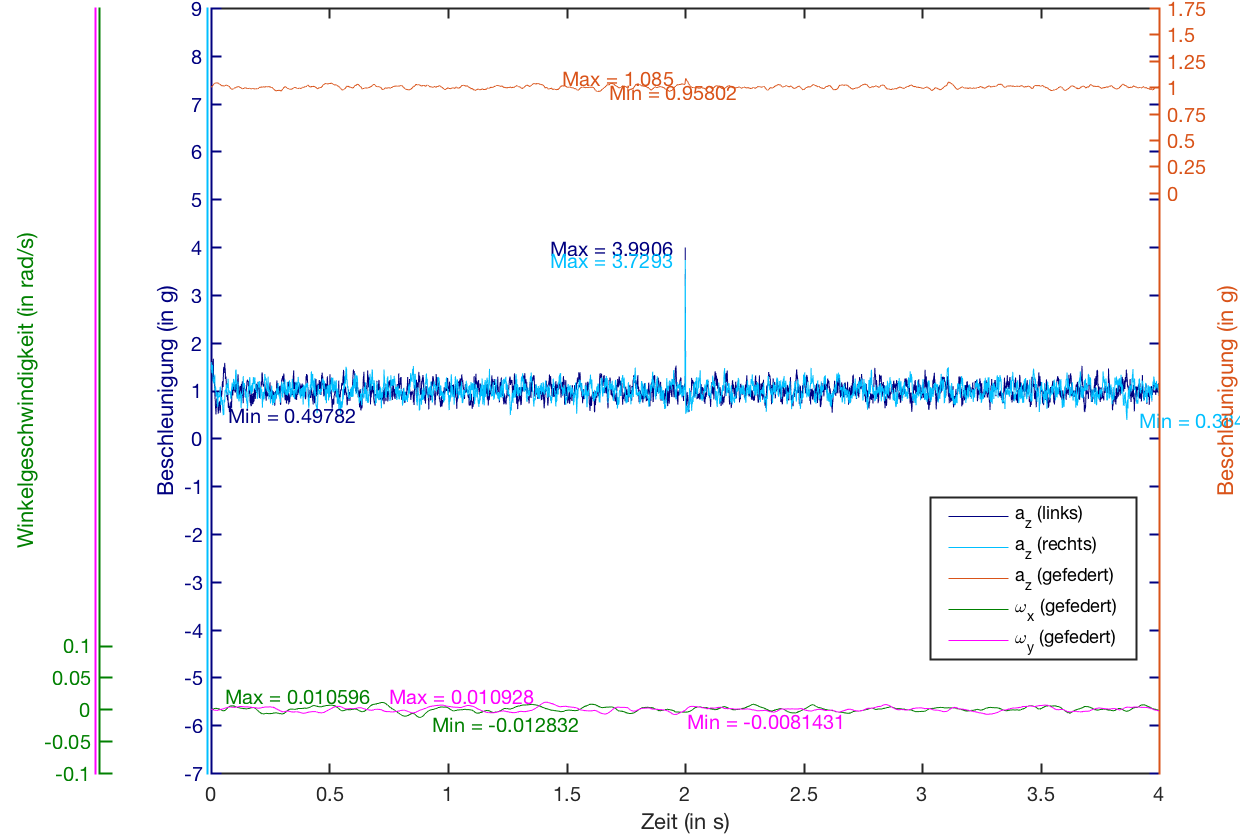 Winkelgeschwindigkeit (in rad/s)
0.1
0.05
0
-0.05
-0.1
Beschleunigung (in g)
9
8
7
6
5
4
3
2
1
0
-1
-2
-3
-4
-5
-6
-7
Max = 1.085
Min = 0.95802
Max = 3.9906
Max = 3.7293
Min = 0.49782
Min = 0.384
Max = 0.010596
Max = 0.010928
Min = -0.012832
Min = -0.0081431
a_z (links)
a_z (rechts)
a_z (gefedert)
ω_x (gefedert)
ω_y (gefedert)
1.75
1.5
1.25
1
0.75
0.5
0.25
0
Beschleunigung (in g)
0
0.5
1
1.5
2
2.5
3
3.5
4
Zeit (in s)